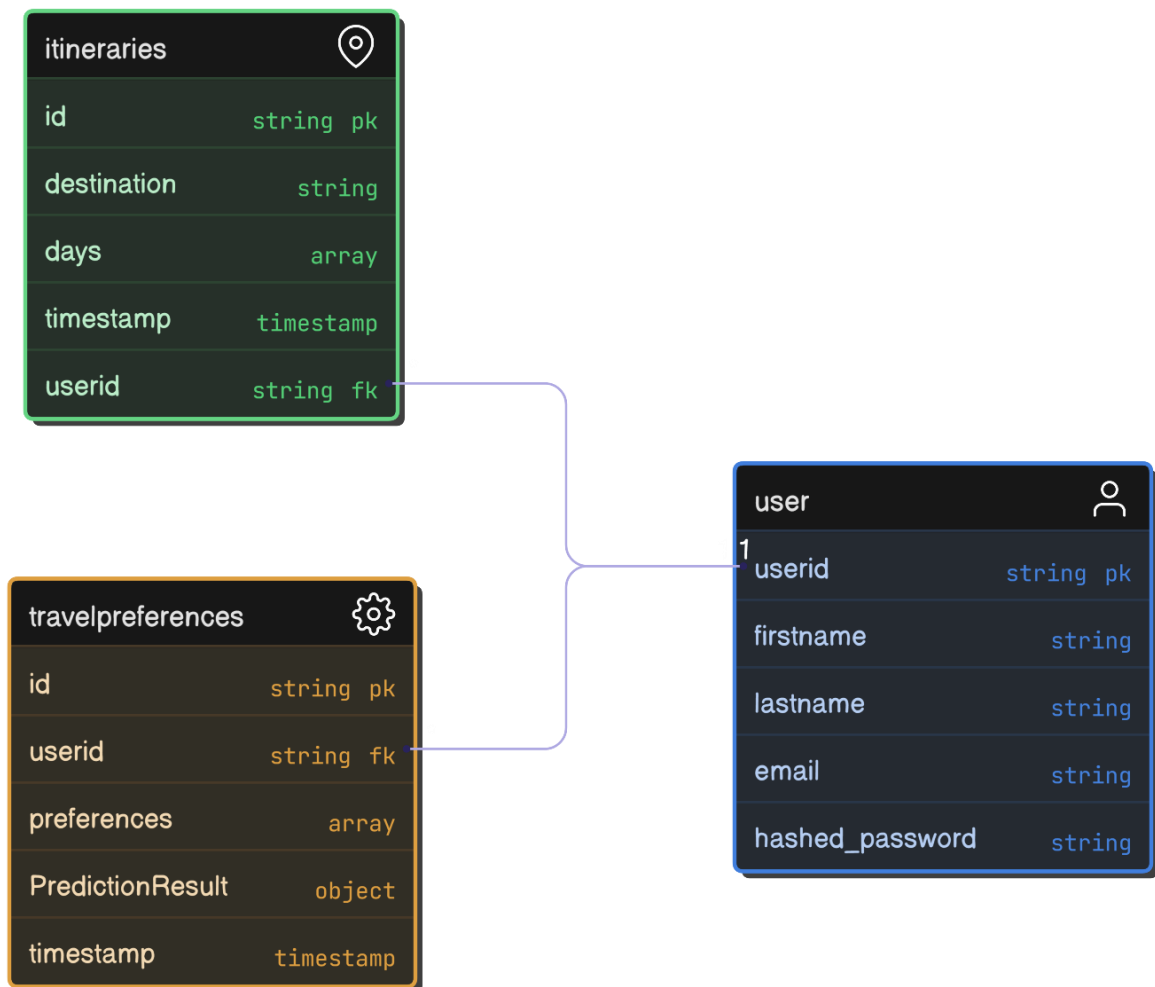 itineraries
id string pk
destination string
days array
timestamp timestamp
userid string fk
travelpreferences
id string pk
userid string fk
preferences array
PredictionResult object
timestamp timestamp
user
1
userid string pk
firstname string
lastname string
email string
hashed_password string